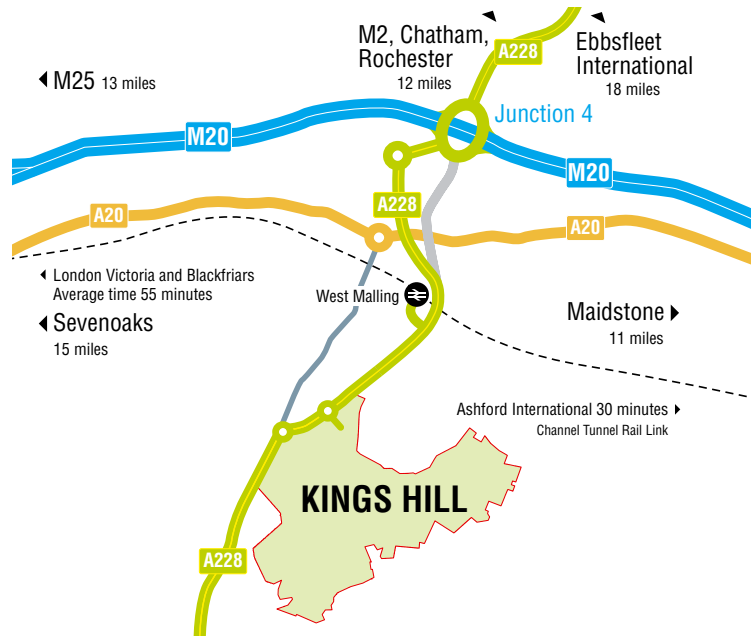 M2, Chatham,
Rochester
12 miles
A228
Ebbsfleet
International
18 miles
M25 13 miles
Junction 4
M20
M20
A228
A20
A20
London Victoria and Blackfriars
Average time 55 minutes
West Malling
Sevenoaks
15 miles
Maidstone
11 miles
Ashford International 30 minutes
Channel Tunnel Rail Link
KINGS HILL
A228